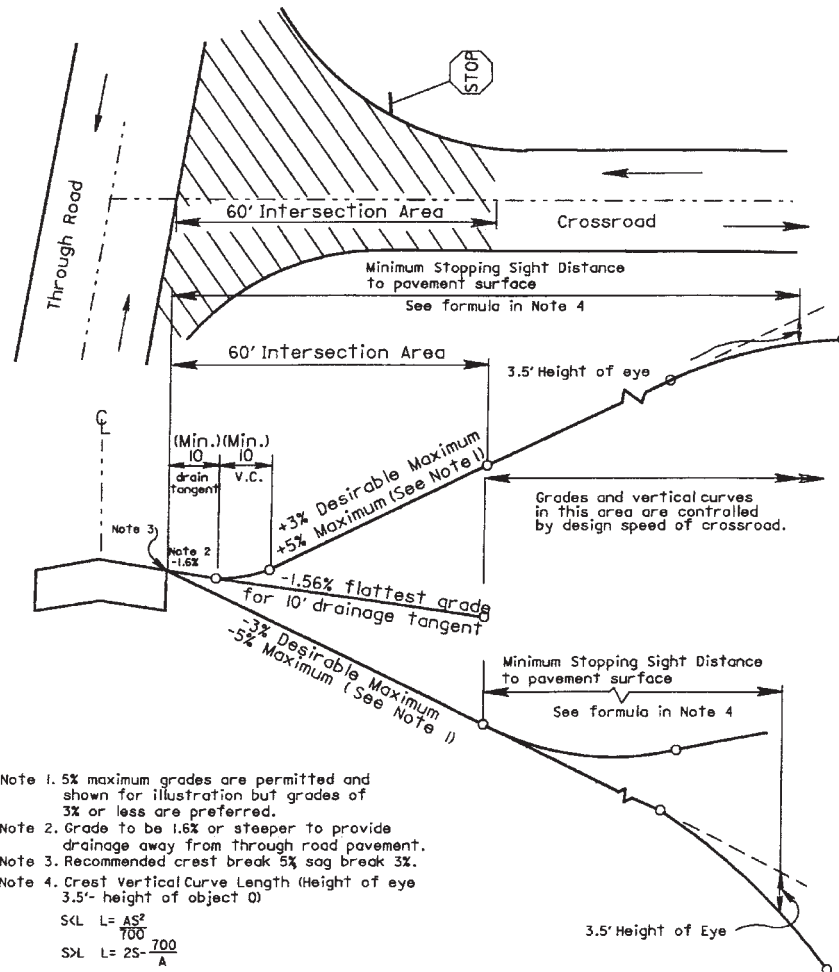 STOP
Through Road
60' Intersection Area
Crossroad
Minimum Stopping Sight Distance
to pavement surface
See formula in Note 4
60' Intersection Area
3.5' Height of eye
℄
(Min.)(Min.)
10 10
drain
tangent
V.C.
+3% Desirable Maximum
+5% Maximum (See Note 1)
Grades and vertical curves
in this area are controlled
by design speed of crossroad.
Note 3
Note 2
-1.6%
-1.56% flattest grade
for 10' drainage tangent
-3% Desirable Maximum
-5% Maximum (See Note 1)
Minimum Stopping Sight Distance
to pavement surface
See formula in Note 4
3.5' Height of Eye
Note 1. 5% maximum grades are permitted and
shown for illustration but grades of
3% or less are preferred.
Note 2. Grade to be 1.6% or steeper to provide
drainage away from through road pavement.
Note 3. Recommended crest break 5% sag break 3%.
Note 4. Crest Vertical Curve Length (Height of eye
3.5'- height of object 0)
S<L L= AS²/700
S>L L= 2S- 700/A